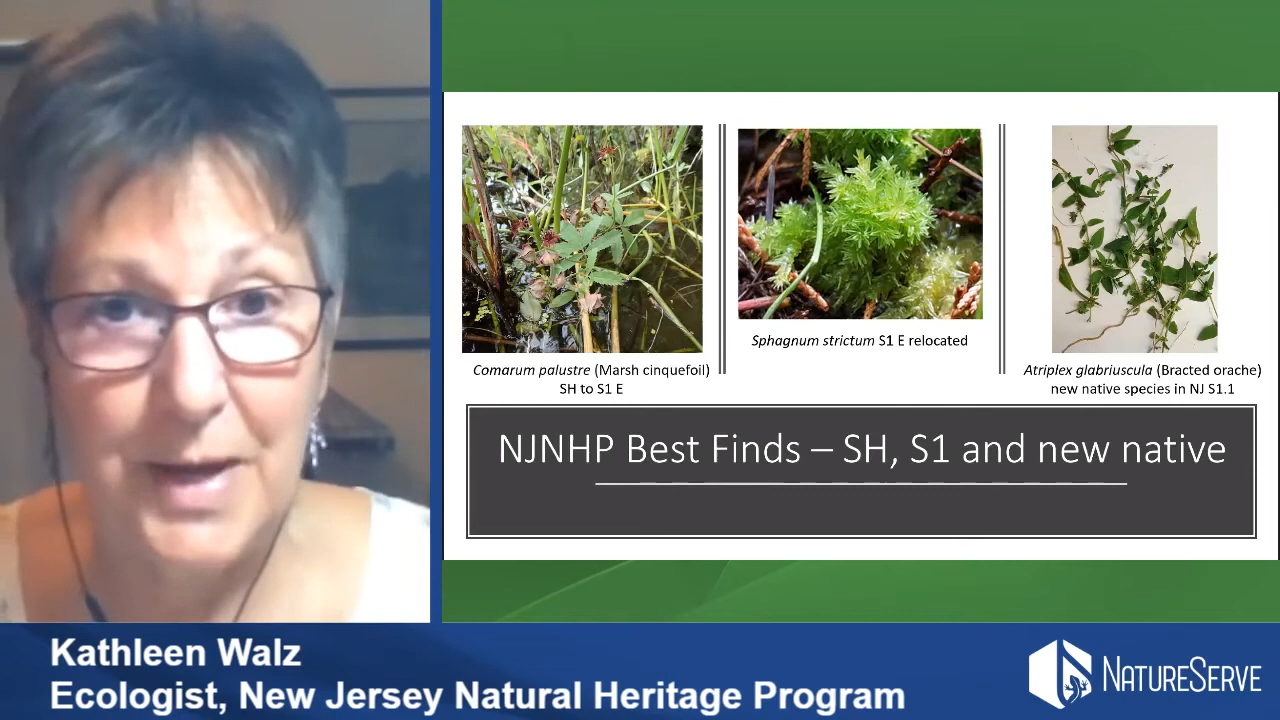 Comarum palustre (Marsh cinquefoil)
SH to S1 E
Sphagnum strictum S1 E relocated
Atriplex glabriuscula (Bracted orache)
new native species in NJ S1.1
NJNHP Best Finds – SH, S1 and new native
Kathleen Walz
Ecologist, New Jersey Natural Heritage Program
NATURESERVE